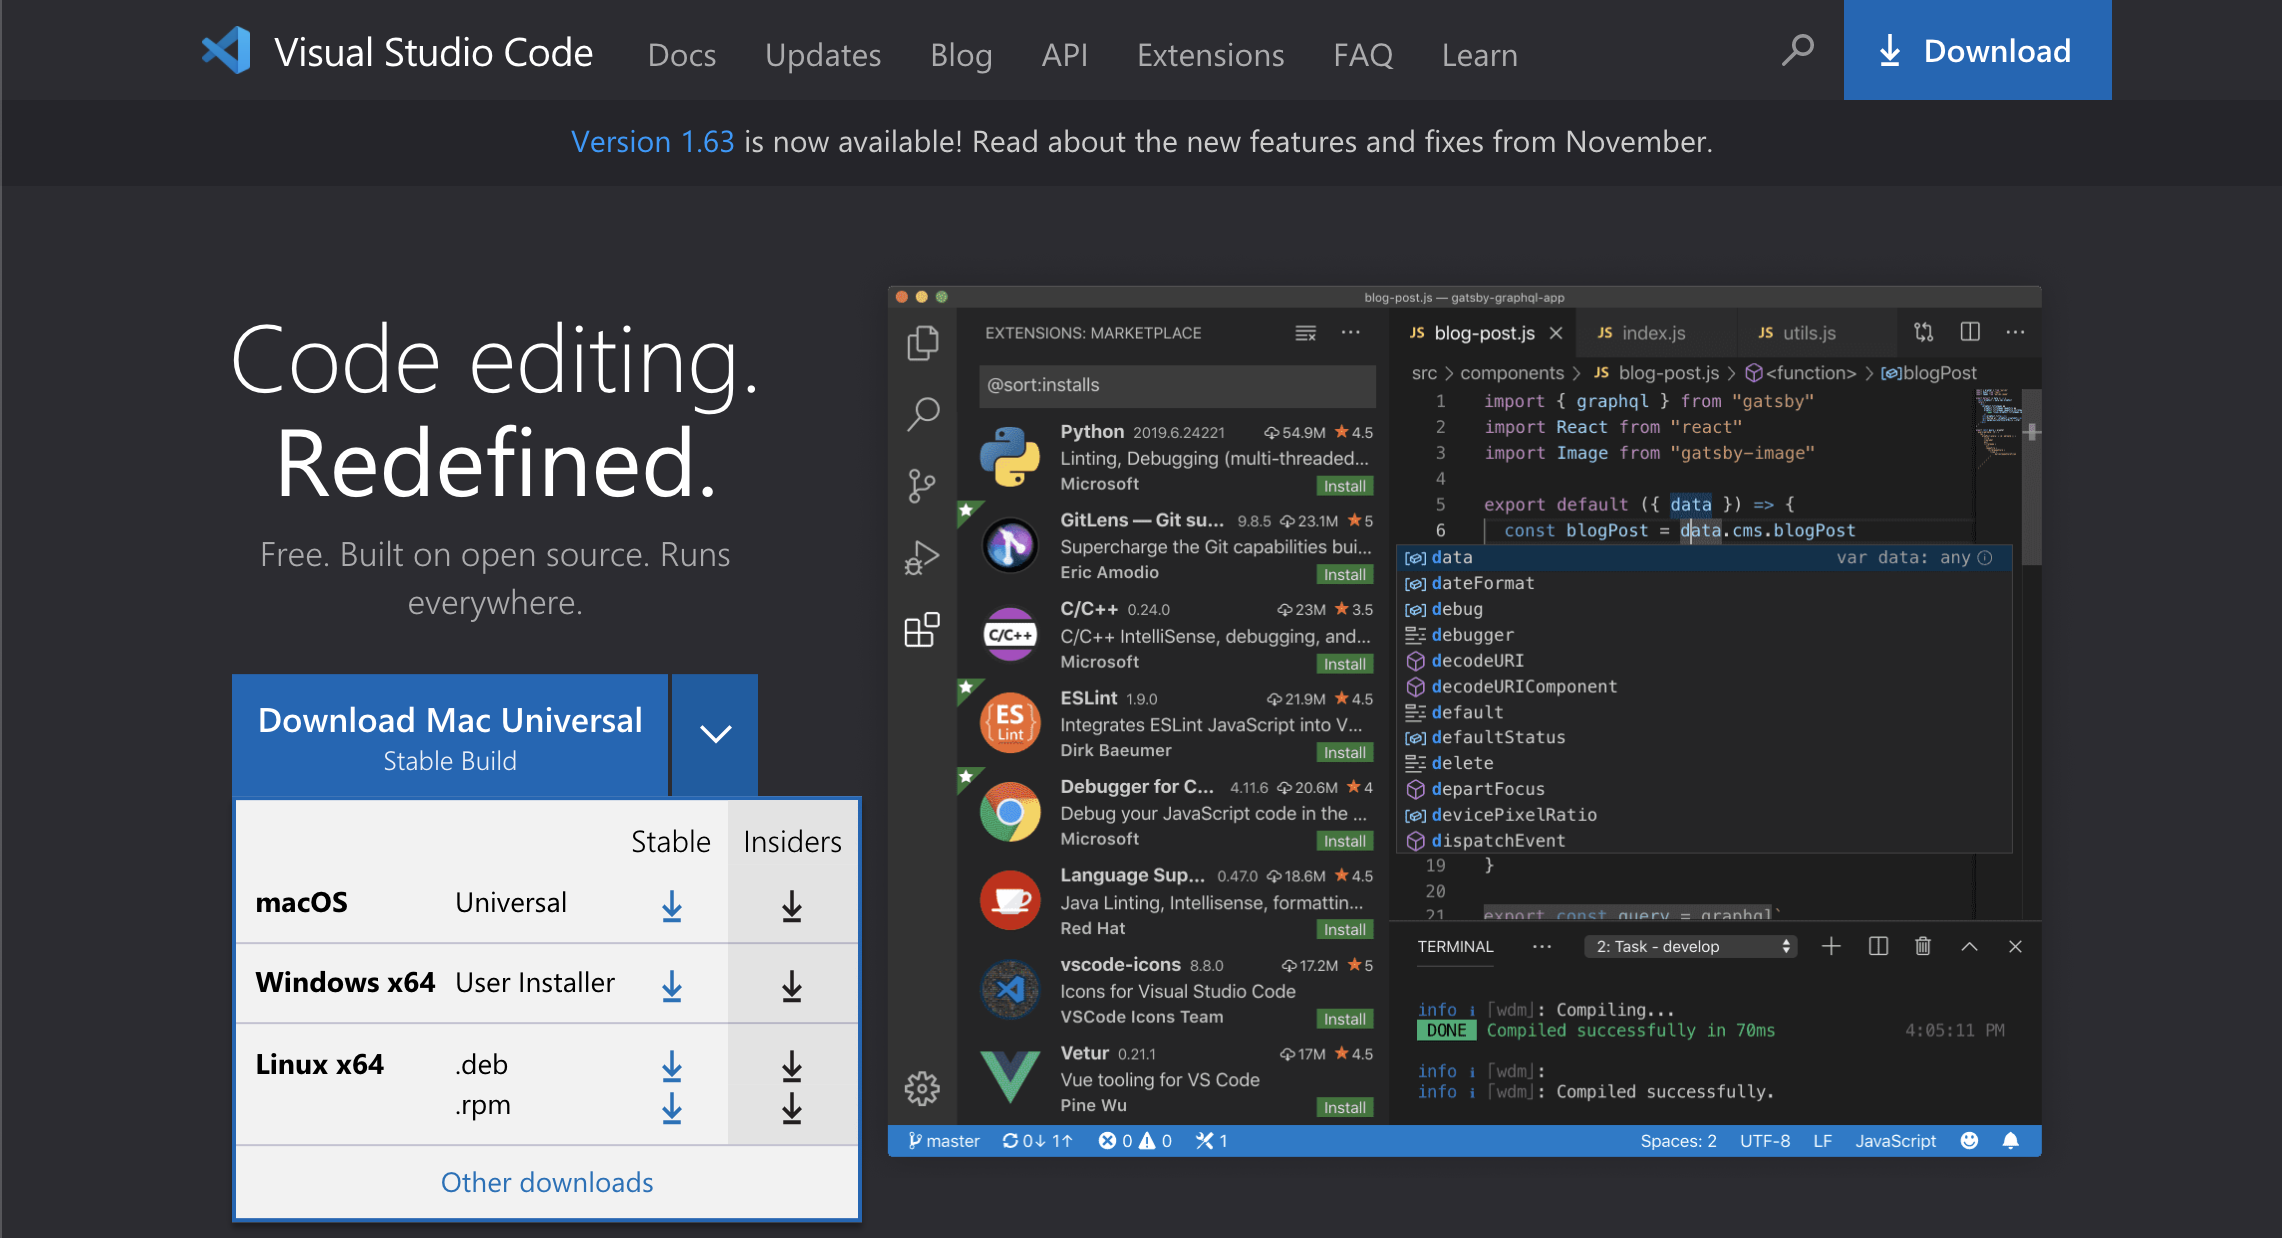 Visual Studio Code Docs Updates Blog API Extensions FAQ Learn Download
Version 1.63 is now available! Read about the new features and fixes from November.
Code editing.
Redefined.
Free. Built on open source. Runs
everywhere.
Download Mac Universal
Stable Build
Stable Insiders
macOS Universal
Windows x64 User Installer
Linux x64 .deb
.rpm
Other downloads
blog-post.js — gatsby-graphql-app
EXTENSIONS: MARKETPLACE
@sort:installs
Python 2019.6.24221 54.9M 4.5
Linting, Debugging (multi-threaded...
Microsoft Install
GitLens — Git su... 9.8.5 23.1M 5
Supercharge the Git capabilities bui...
Eric Amodio Install
C/C++
C/C++ 0.24.0 23M 3.5
C/C++ IntelliSense, debugging, and...
Microsoft Install
ES
Lint
ESLint 1.9.0 21.9M 4.5
Integrates ESLint JavaScript into V...
Dirk Baeumer Install
Debugger for C... 4.11.6 20.6M 4
Debug your JavaScript code in the ...
Microsoft Install
Language Sup... 0.47.0 18.6M 4.5
Java Linting, Intellisense, formattin...
Red Hat Install
vscode-icons 8.8.0 17.2M 5
Icons for Visual Studio Code
VSCode Icons Team Install
Vetur 0.21.1 17M 4.5
Vue tooling for VS Code
Pine Wu Install
JS blog-post.js JS index.js JS utils.js
src > components > JS blog-post.js > <function> > blogPost
1 import { graphql } from "gatsby"
2 import React from "react"
3 import Image from "gatsby-image"
4
5 export default ({ data }) => {
6 const blogPost = data.cms.blogPost
data var data: any
dateFormat
debug
debugger
decodeURI
decodeURIComponent
default
defaultStatus
delete
departFocus
devicePixelRatio
dispatchEvent
19 }
20
21 export const query = graphql`
TERMINAL ... 2: Task - develop
info i [wdm]: Compiling...
DONE Compiled successfully in 70ms 4:05:11 PM
info i [wdm]:
info i [wdm]: Compiled successfully.
master 0↓ 1↑ 0 0 1 Spaces: 2 UTF-8 LF JavaScript